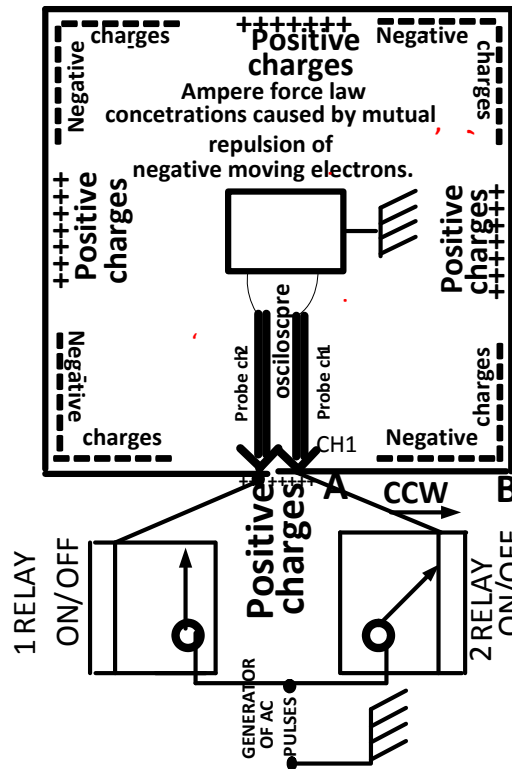 charges
+++++++
Positive
charges
Negative
Negative
charges
Ampere force law
concetrations caused by mutual
repulsion of
negative moving electrons.
+++++++
Positive
charges
Positive
charges
+++++++
Probe ch2
osciloscpre
Probe ch1
CH1
Negative
charges
charges
Negative
++++++++
A
B
CCW
Positive
charges
1 RELAY
ON/OFF
2 RELAY
ON/OFF
GENERATOR
OF AC
PULSES